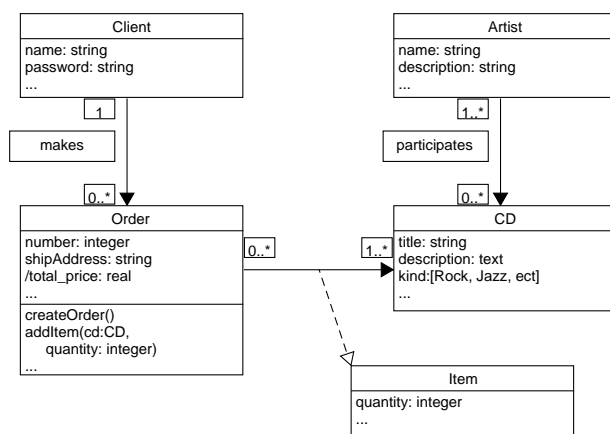 Client
name: string
password: string
...
Artist
name: string
description: string
...
1
1..*
makes
participates
0..*
0..*
Order
number: integer
shipAddress: string
/total_price: real
...
createOrder()
addItem(cd:CD,
quantity: integer)
...
0..*
1..*
CD
title: string
description: text
kind:[Rock, Jazz, ect]
...
Item
quantity: integer
...